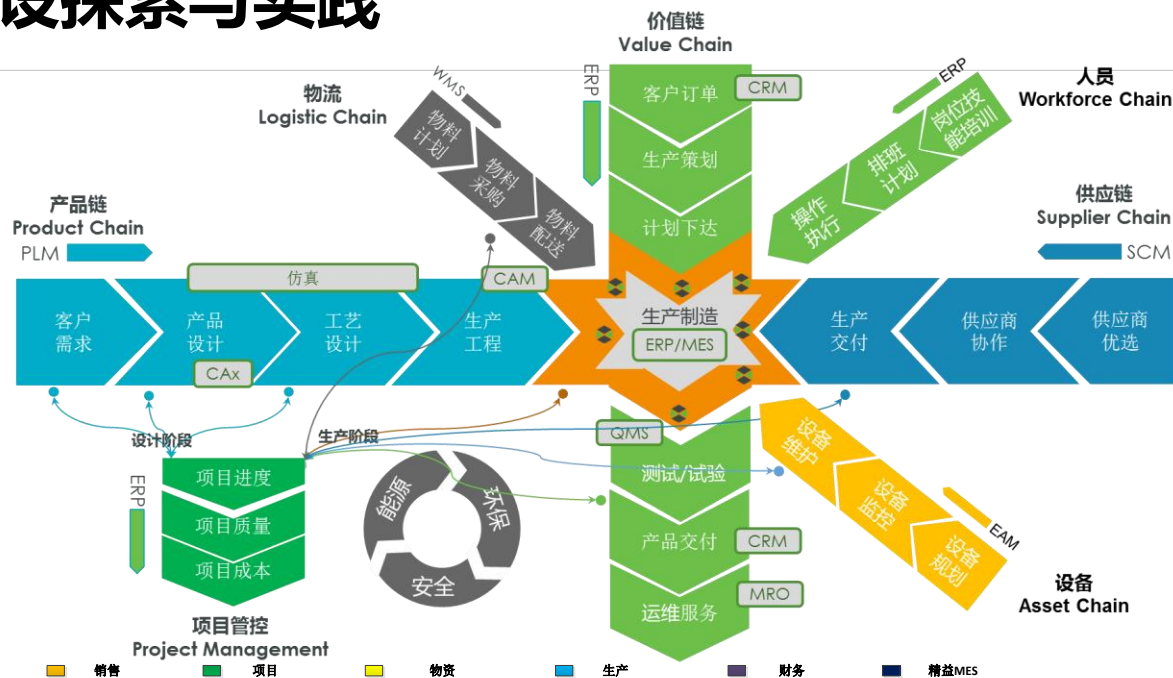 设探索与实践
价值链
Value Chain
ERP
客户订单
CRM
生产策划
计划下达
物流
Logistic Chain
WMS
物料
计划
物料
采购
物料
配送
ERP
人员
Workforce Chain
岗位技
能培训
排班
计划
操作
执行
产品链
Product Chain
PLM
供应链
Supplier Chain
SCM
仿真
CAM
客户
需求
产品
设计
工艺
设计
生产
工程
CAx
生产制造
ERP/MES
生产
交付
供应商
协作
供应商
优选
设计阶段
生产阶段
QMS
测试/试验
产品交付
CRM
运维服务
MRO
ERP
项目进度
项目质量
项目成本
项目管控
Project Management
能源
环保
安全
设备
维护
设备
监控
设备
规划
EAM
设备
Asset Chain
销售
项目
物资
生产
财务
精益MES